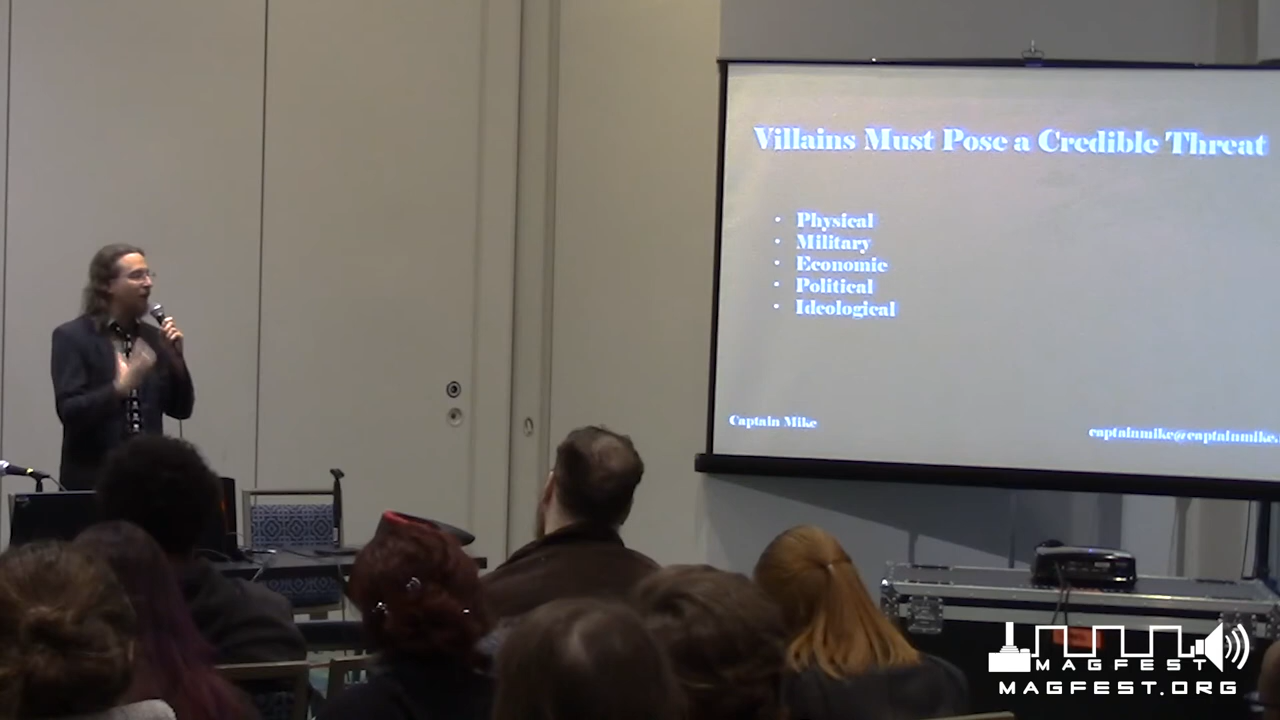 Villains Must Pose a Credible Threat
• Physical
• Military
• Economic
• Political
• Ideological
Captain Mike
captainmike@captainmike.
MAGFEST
MAGFEST.ORG